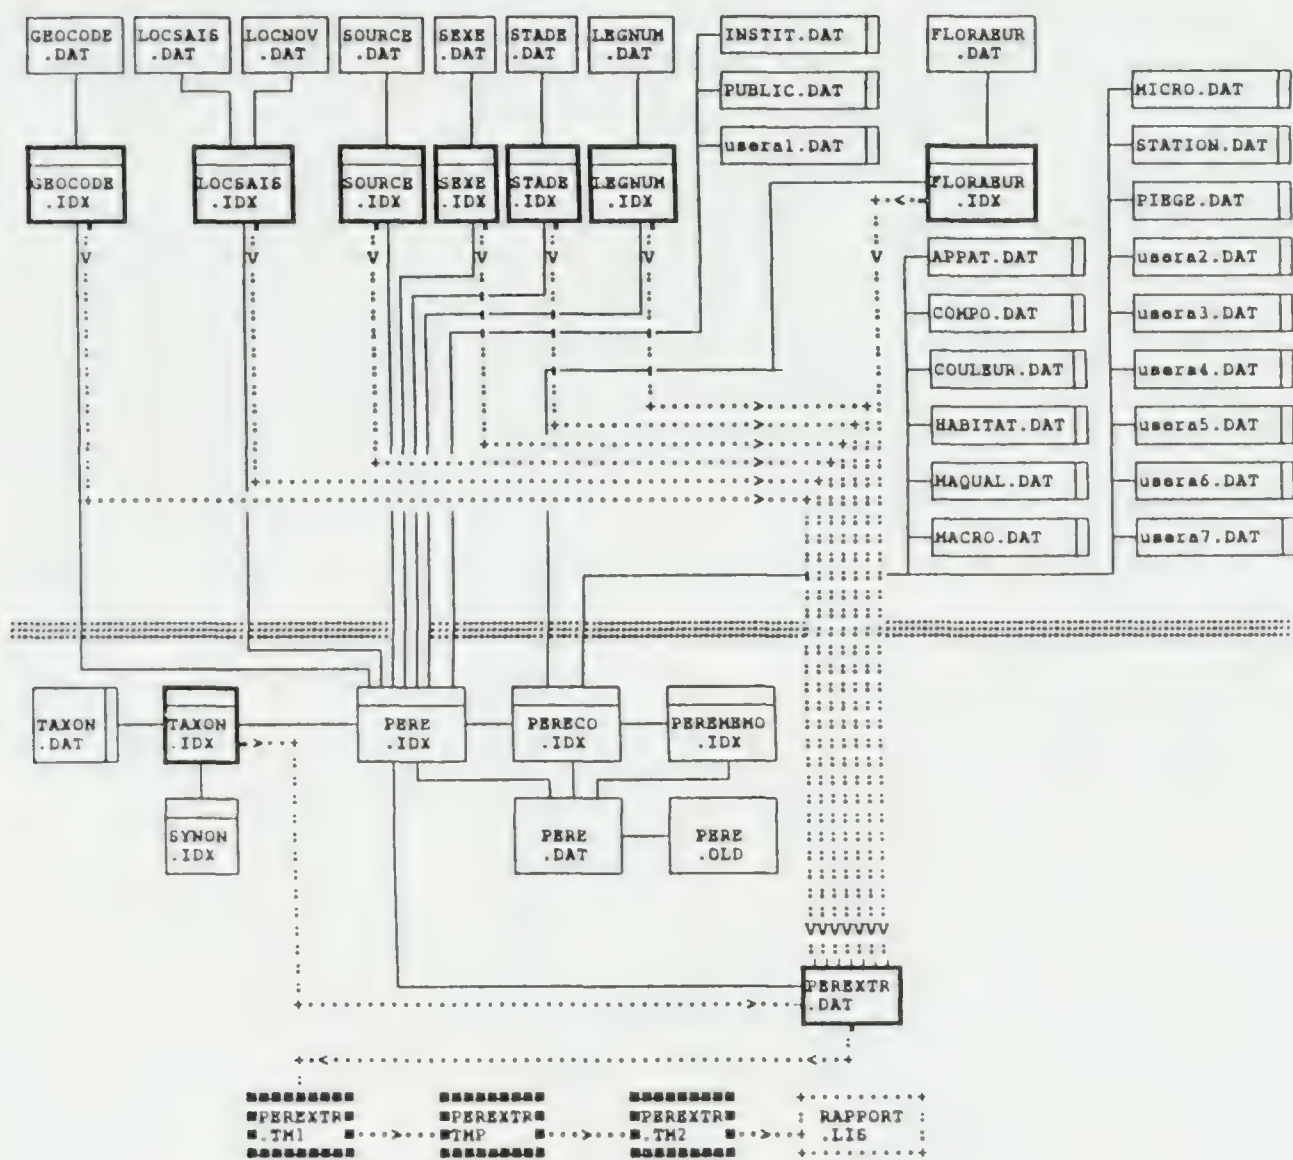 GEOCODE
.DAT
LOCSAIS
.DAT
LOCNOV
.DAT
SOURCE
.DAT
SEXE
.DAT
STADE
.DAT
LEGNUM
.DAT
INSTIT.DAT
PUBLIC.DAT
usera1.DAT
FLORAEUR
.DAT
MICRO.DAT
STATION.DAT
PIEGE.DAT
usera2.DAT
usera3.DAT
usera4.DAT
usera5.DAT
usera6.DAT
usera7.DAT
GEOCODE
.IDX
LOCSAIS
.IDX
SOURCE
.IDX
SEXE
.IDX
STADE
.IDX
LEGNUM
.IDX
FLORAEUR
.IDX
APPAT.DAT
COMPO.DAT
COULEUR.DAT
HABITAT.DAT
MAQUAL.DAT
MACRO.DAT
TAXON
.DAT
TAXON
.IDX
PERE
.IDX
PERECO
.IDX
PEREMEMO
.IDX
SYNON
.IDX
PERE
.DAT
PERE
.OLD
VVVVVVV
PEREXTR
.DAT
PEREXTR
.TM1
PEREXTR
TMP
PEREXTR
.TM2
RAPPORT
.LIS